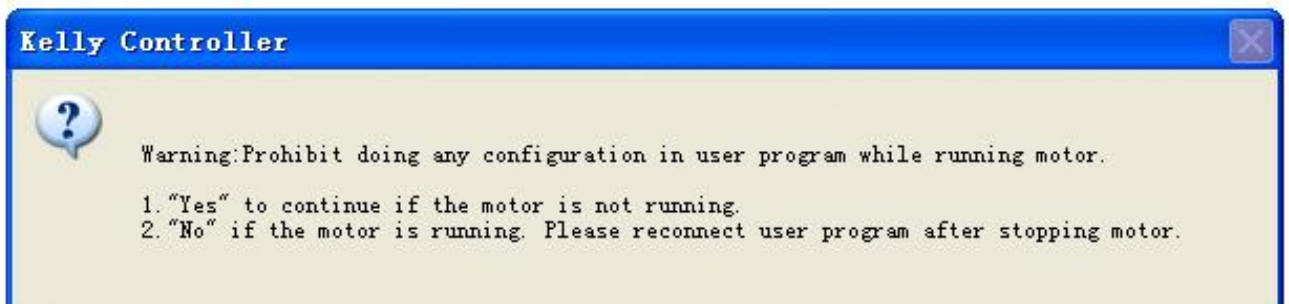 Kelly Controller
Warning:Prohibit doing any configuration in user program while running motor.
1."Yes" to continue if the motor is not running.
2."No" if the motor is running. Please reconnect user program after stopping motor.